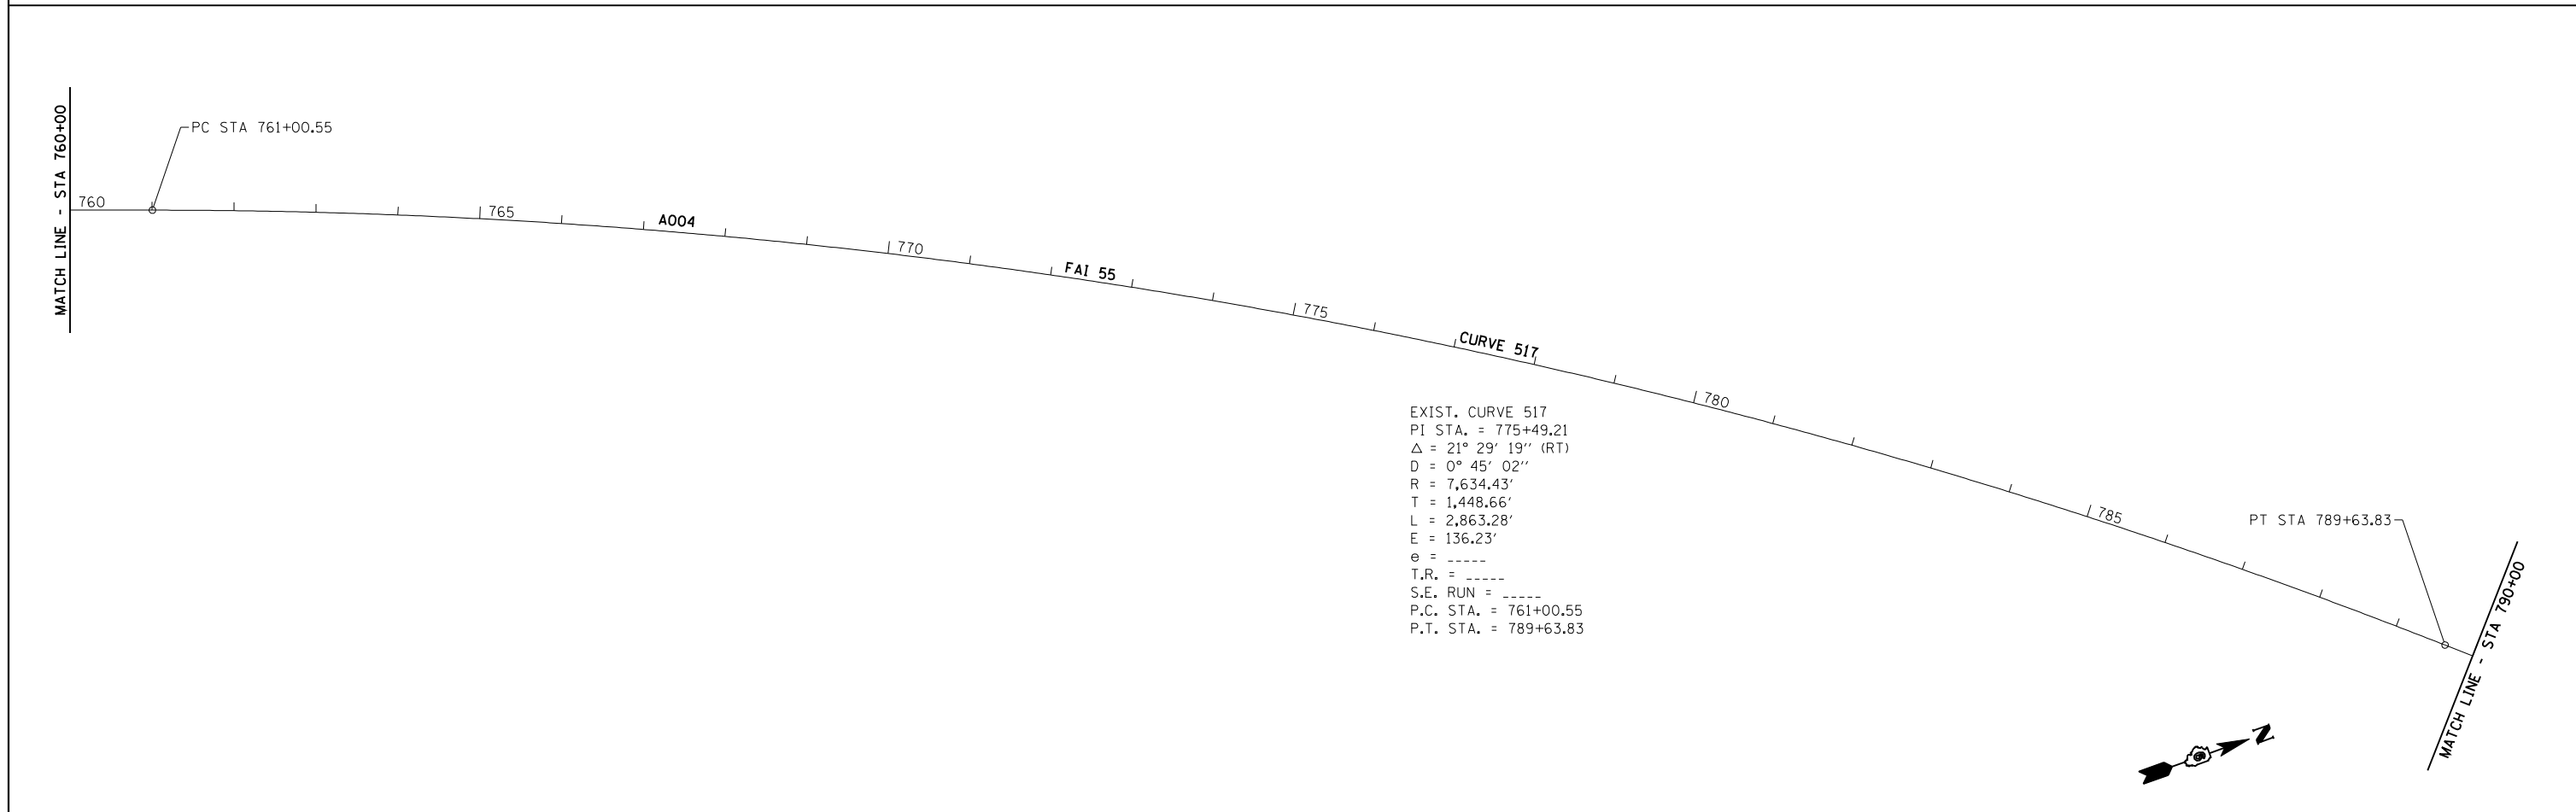 MATCH LINE - STA 760+00
PC STA 761+00.55
760
765
A004
770
FAI 55
775
CURVE 517
780
785
EXIST. CURVE 517
PI STA. = 775+49.21
△ = 21° 29' 19'' (RT)
D = 0° 45' 02''
R = 7,634.43'
T = 1,448.66'
L = 2,863.28'
E = 136.23'
e = _____
T.R. = _____
S.E. RUN = _____
P.C. STA. = 761+00.55
P.T. STA. = 789+63.83
PT STA 789+63.83
MATCH LINE - STA 790+00
N